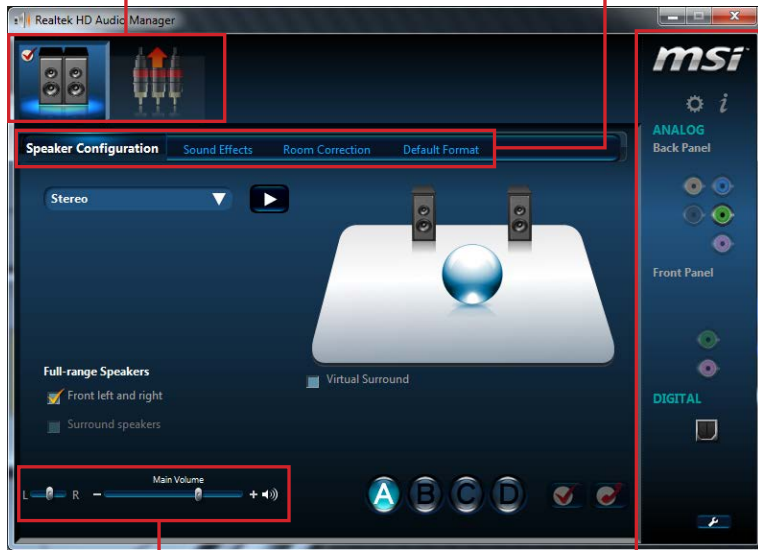 Realtek HD Audio Manager
msi
i
ANALOG
Back Panel
Speaker Configuration Sound Effects Room Correction Default Format
Stereo
Front Panel
Full-range Speakers
Front left and right
Surround speakers
Virtual Surround
DIGITAL
Main Volume
L R - +
A B C D